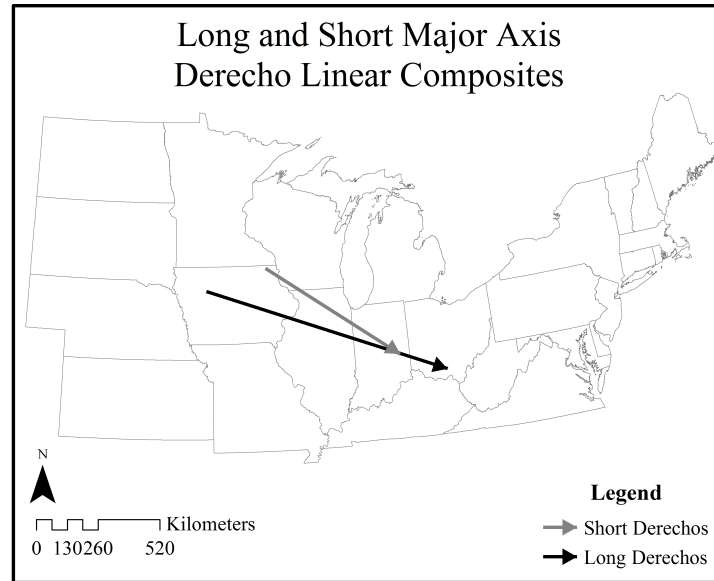 Long and Short Major Axis
Derecho Linear Composites
N
Kilometers
0 130260 520
Legend
Short Derechos
Long Derechos